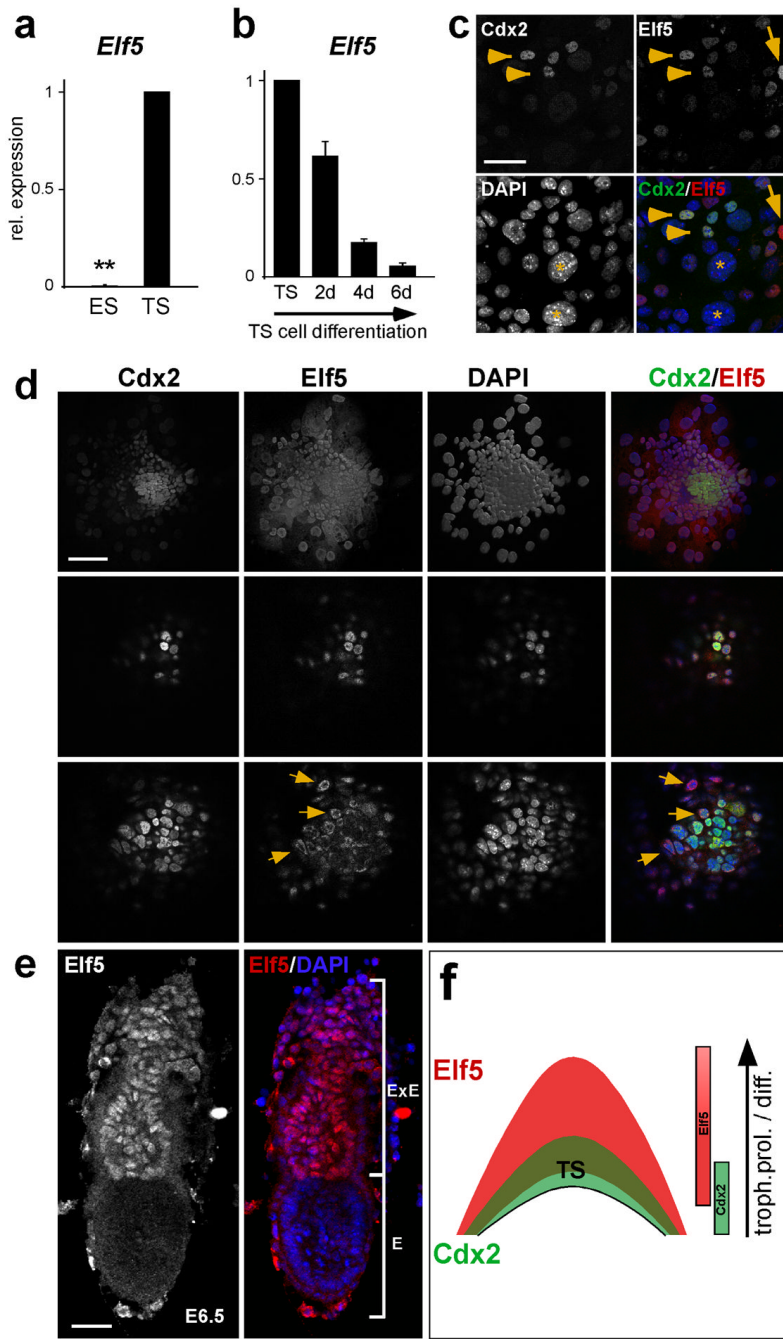 a
Elf5
rel. expression
1
0.5
0
**
ES
TS
b
Elf5
1
0.5
0
TS 2d 4d 6d
TS cell differentiation
c
Cdx2
Elf5
DAPI
*
*
Cdx2/Elf5
*
*
d
Cdx2
Elf5
DAPI
Cdx2/Elf5
e
Elf5
E6.5
Elf5/DAPI
ExE
E
f
Elf5
TS
Cdx2
Elf5
Cdx2
troph.prol. / diff.